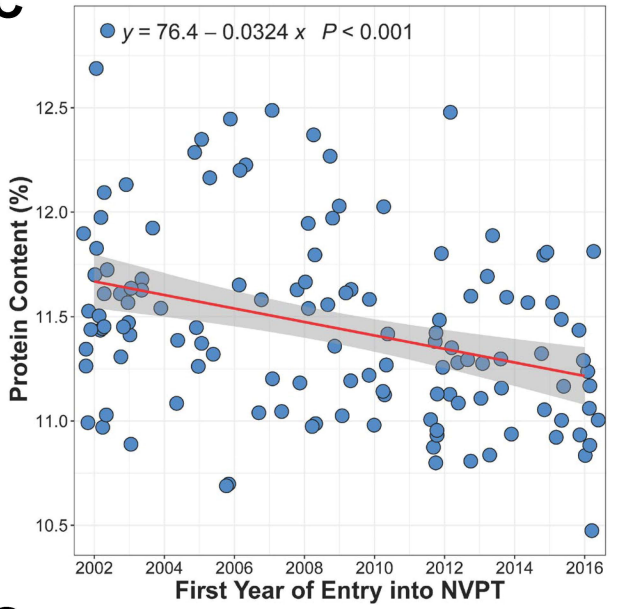 C
y = 76.4 – 0.0324 x P < 0.001
12.5
12.0
11.5
11.0
10.5
Protein Content (%)
2002 2004 2006 2008 2010 2012 2014 2016
First Year of Entry into NVPT